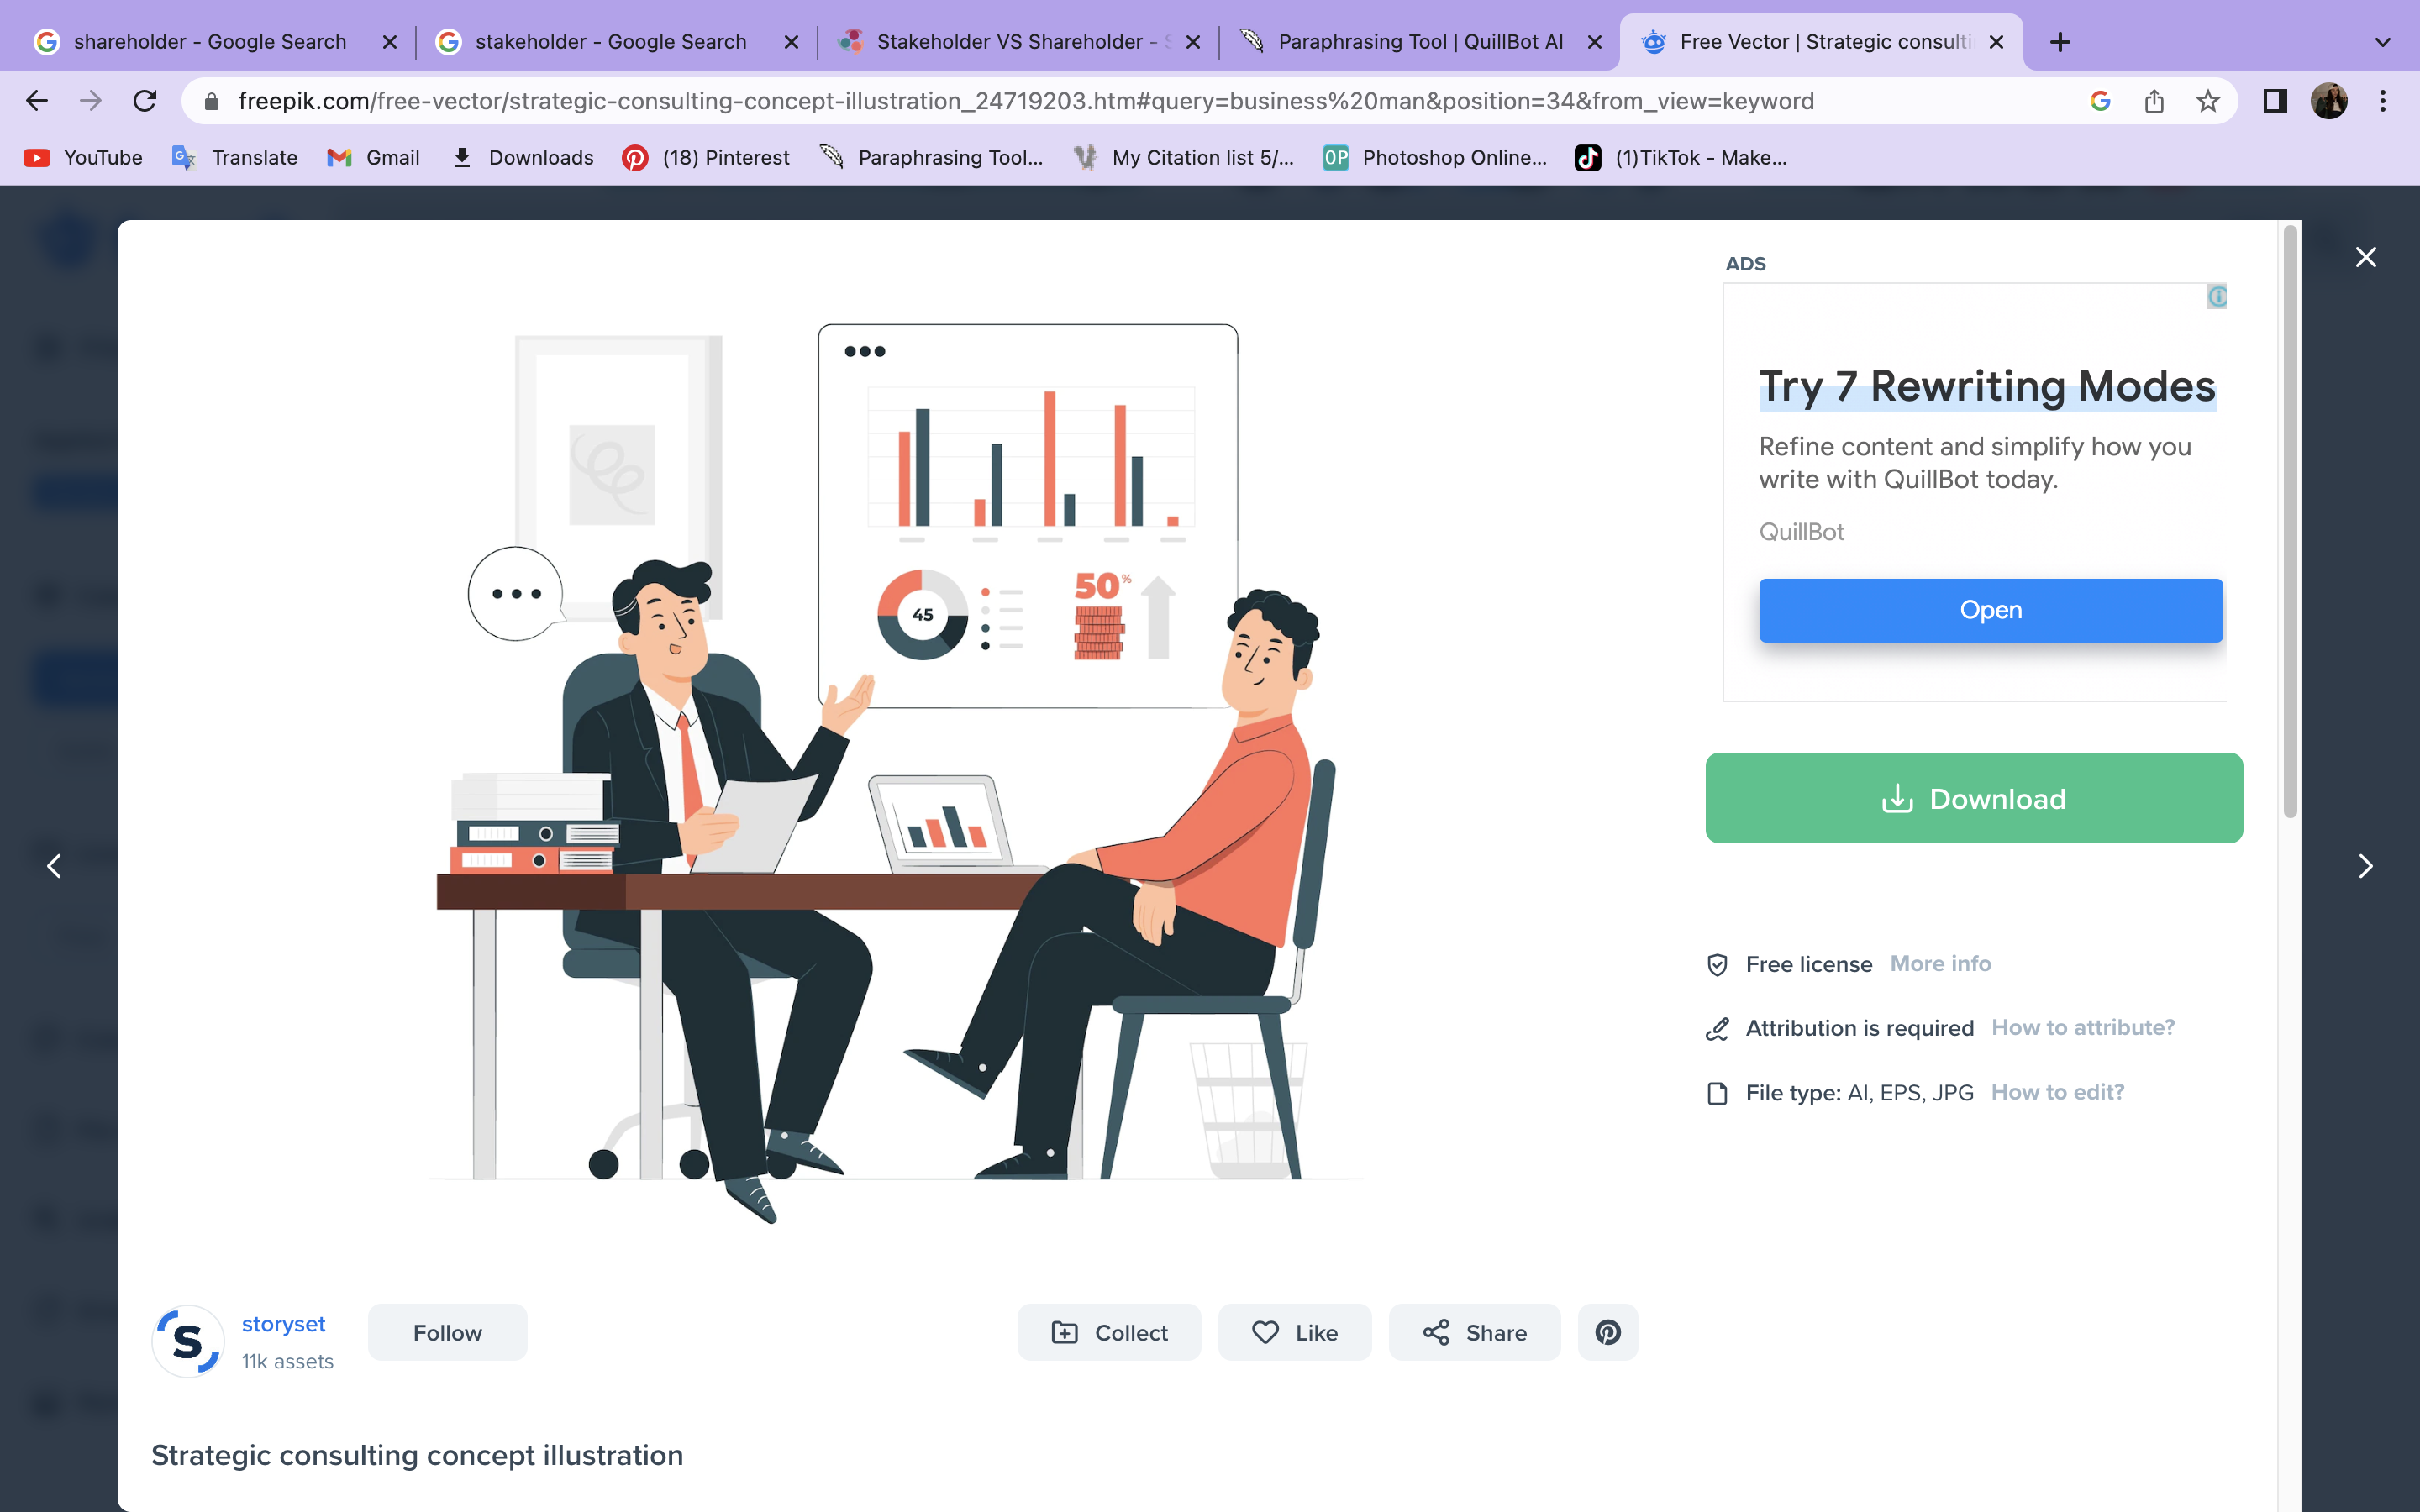 shareholder - Google Search
stakeholder - Google Search
Stakeholder VS Shareholder -
Paraphrasing Tool | QuillBot AI
Free Vector | Strategic consulti
freepik.com/free-vector/strategic-consulting-concept-illustration_24719203.htm#query=business%20man&position=34&from_view=keyword
YouTube
Translate
Gmail
Downloads
(18) Pinterest
Paraphrasing Tool...
My Citation list 5/...
OP
Photoshop Online...
(1)TikTok - Make...
ADS
Try 7 Rewriting Modes
Refine content and simplify how you
write with QuillBot today.
QuillBot
Open
45
50%
Download
Free license More info
Attribution is required How to attribute?
File type: AI, EPS, JPG How to edit?
S
storyset
11k assets
Follow
Collect
Like
Share
Strategic consulting concept illustration